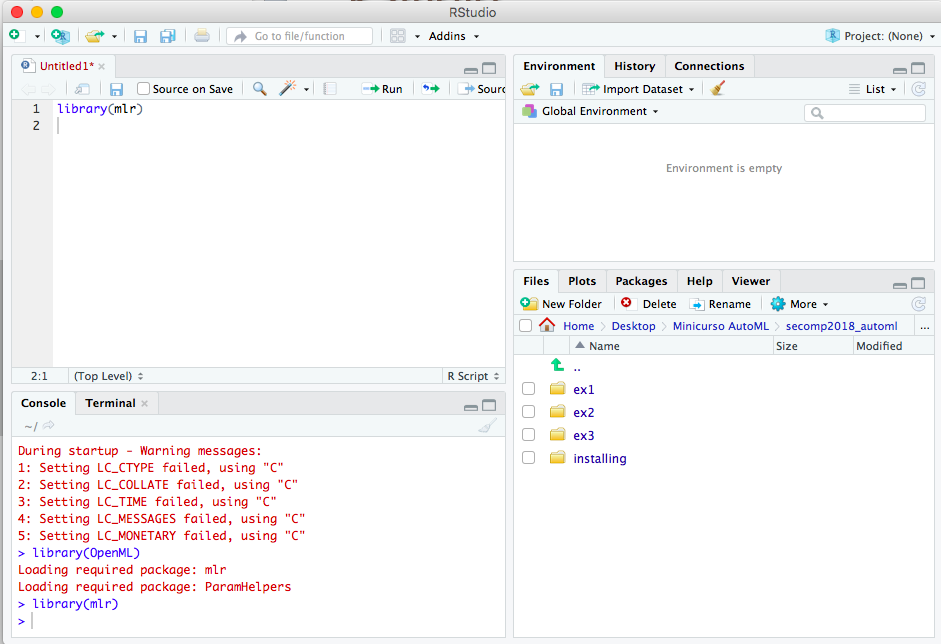 RStudio
Go to file/function
Addins
Project: (None)
Untitled1*
Source on Save
Run
Sourc
1 library(mlr)
2
2:1 (Top Level) R Script
Console Terminal
~/
During startup - Warning messages:
1: Setting LC_CTYPE failed, using "C"
2: Setting LC_COLLATE failed, using "C"
3: Setting LC_TIME failed, using "C"
4: Setting LC_MESSAGES failed, using "C"
5: Setting LC_MONETARY failed, using "C"
> library(OpenML)
Loading required package: mlr
Loading required package: ParamHelpers
> library(mlr)
>
Environment History Connections
Import Dataset List
Global Environment
Environment is empty
Files Plots Packages Help Viewer
New Folder Delete Rename More
Home Desktop Minicurso AutoML secomp2018_automl ...
Name Size Modified
..
ex1
ex2
ex3
installing